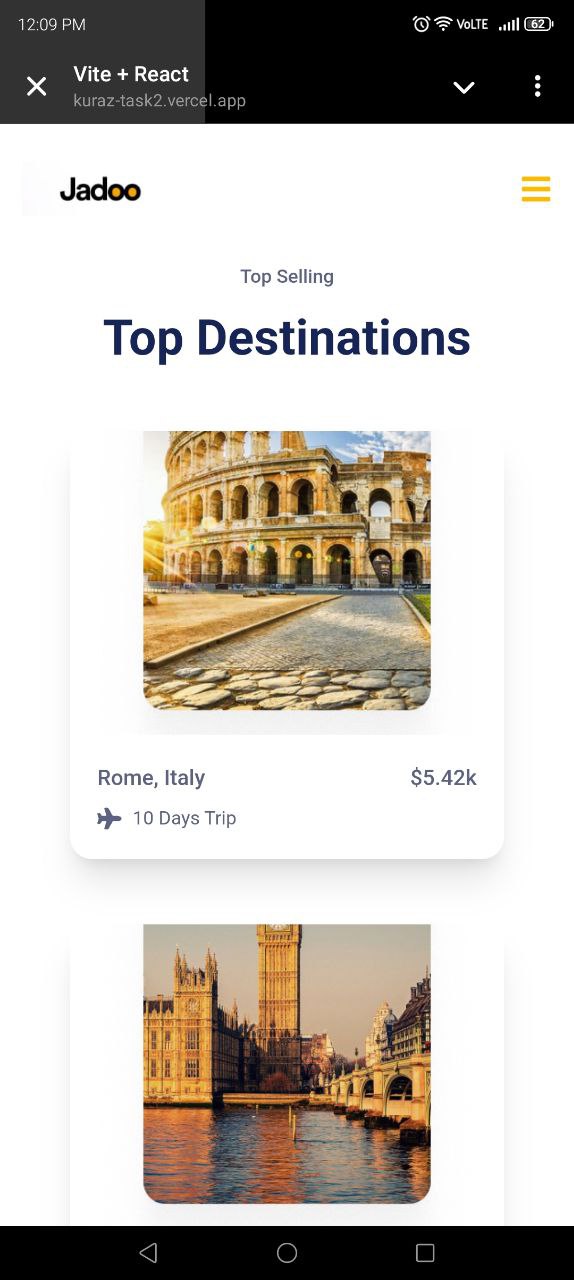 12:09 PM
VoLTE
62
Vite + React
kuraz-task2.vercel.app
Jadoo
Top Selling
Top Destinations
Rome, Italy
$5.42k
10 Days Trip